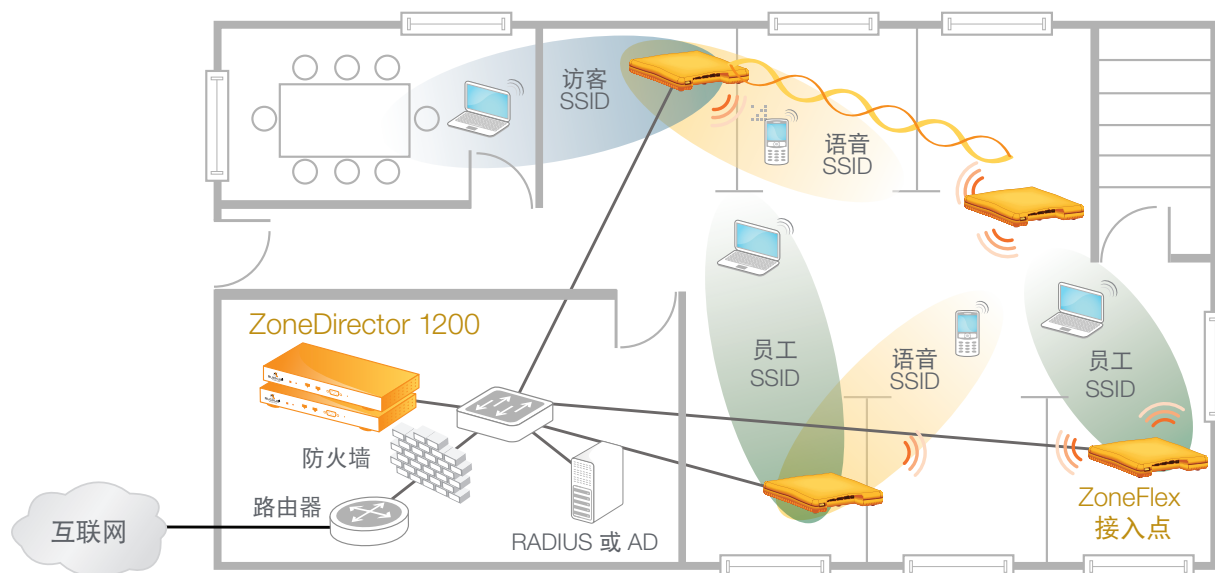 访客
SSID
语音
SSID
ZoneDirector 1200
员工
SSID
语音
SSID
员工
SSID
防火墙
路由器
互联网
RADIUS 或 AD
ZoneFlex
接入点